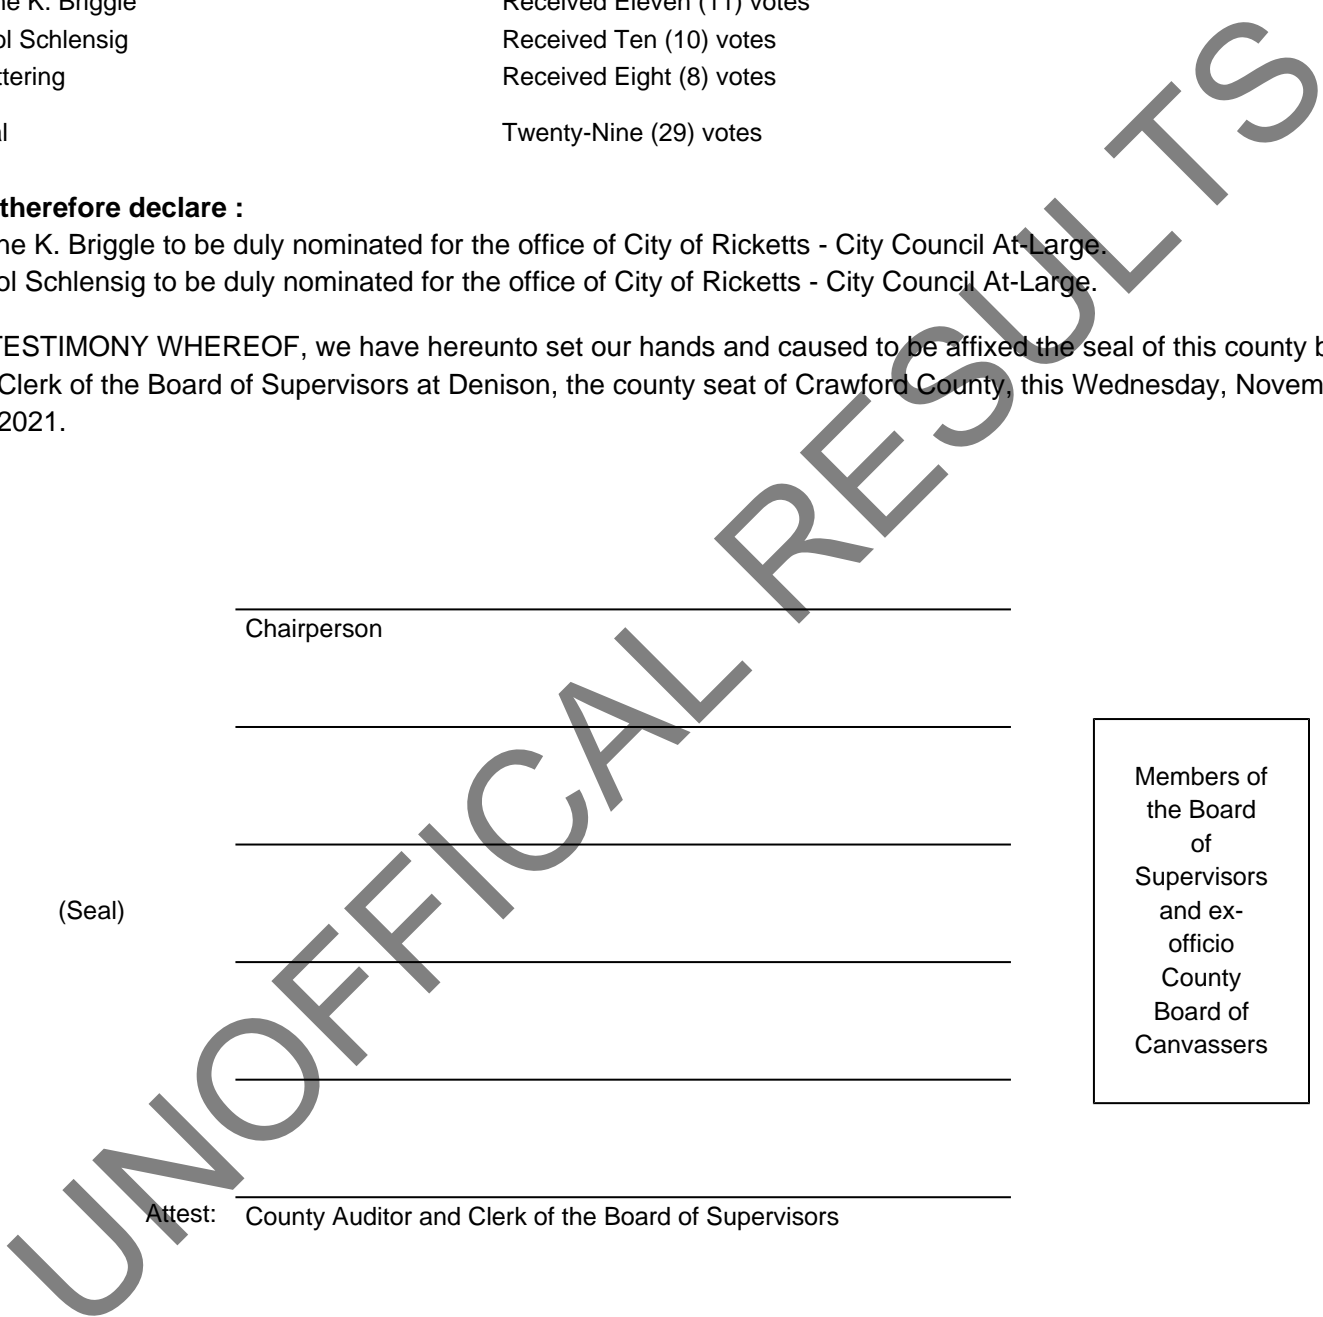 ne K. Briggle Received Eleven (11) votes
ol Schlensig Received Ten (10) votes
ttering Received Eight (8) votes
al Twenty-Nine (29) votes
therefore declare :
ne K. Briggle to be duly nominated for the office of City of Ricketts - City Council At-Large.
ol Schlensig to be duly nominated for the office of City of Ricketts - City Council At-Large.
TESTIMONY WHEREOF, we have hereunto set our hands and caused to be affixed the seal of this county b
Clerk of the Board of Supervisors at Denison, the county seat of Crawford County, this Wednesday, Novem
2021.
Chairperson
Members of
the Board
of
Supervisors
and ex-
officio
County
Board of
Canvassers
(Seal)
Attest: County Auditor and Clerk of the Board of Supervisors
UNOFFICAL RESULTS